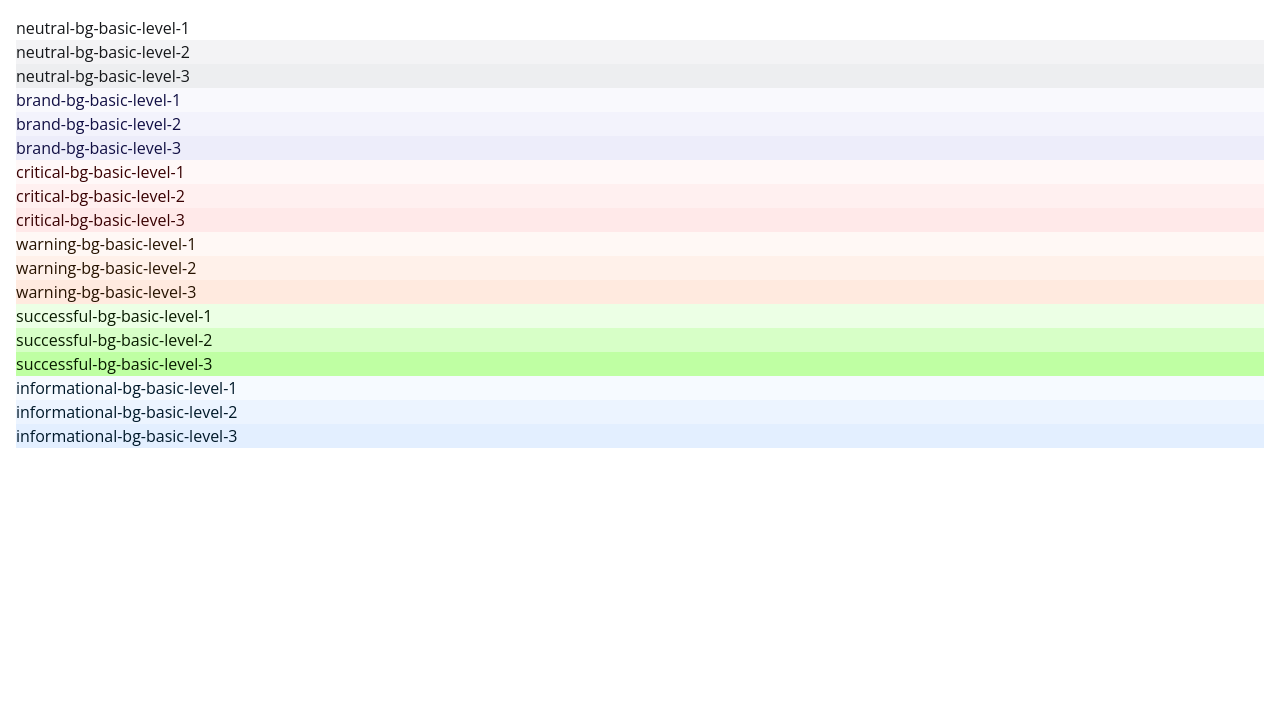 neutral-bg-basic-level-1
neutral-bg-basic-level-2
neutral-bg-basic-level-3
brand-bg-basic-level-1
brand-bg-basic-level-2
brand-bg-basic-level-3
critical-bg-basic-level-1
critical-bg-basic-level-2
critical-bg-basic-level-3
warning-bg-basic-level-1
warning-bg-basic-level-2
warning-bg-basic-level-3
successful-bg-basic-level-1
successful-bg-basic-level-2
successful-bg-basic-level-3
informational-bg-basic-level-1
informational-bg-basic-level-2
informational-bg-basic-level-3